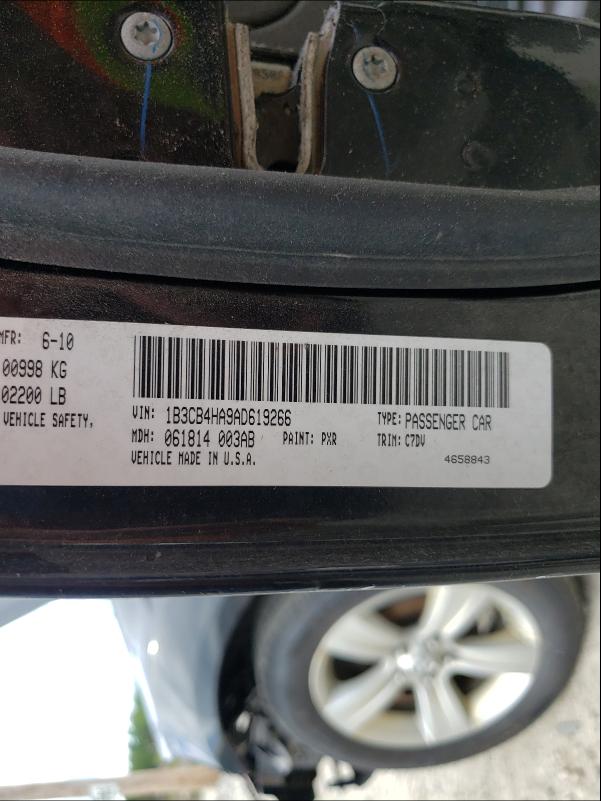 MFR: 6-10
00998 KG
02200 LB
VEHICLE SAFETY,
VIN: 1B3CB4HA9AD619266
TYPE: PASSENGER CAR
MDH: 061814 003AB
PAINT: PXR
TRIM: C7DV
VEHICLE MADE IN U.S.A.
4658843